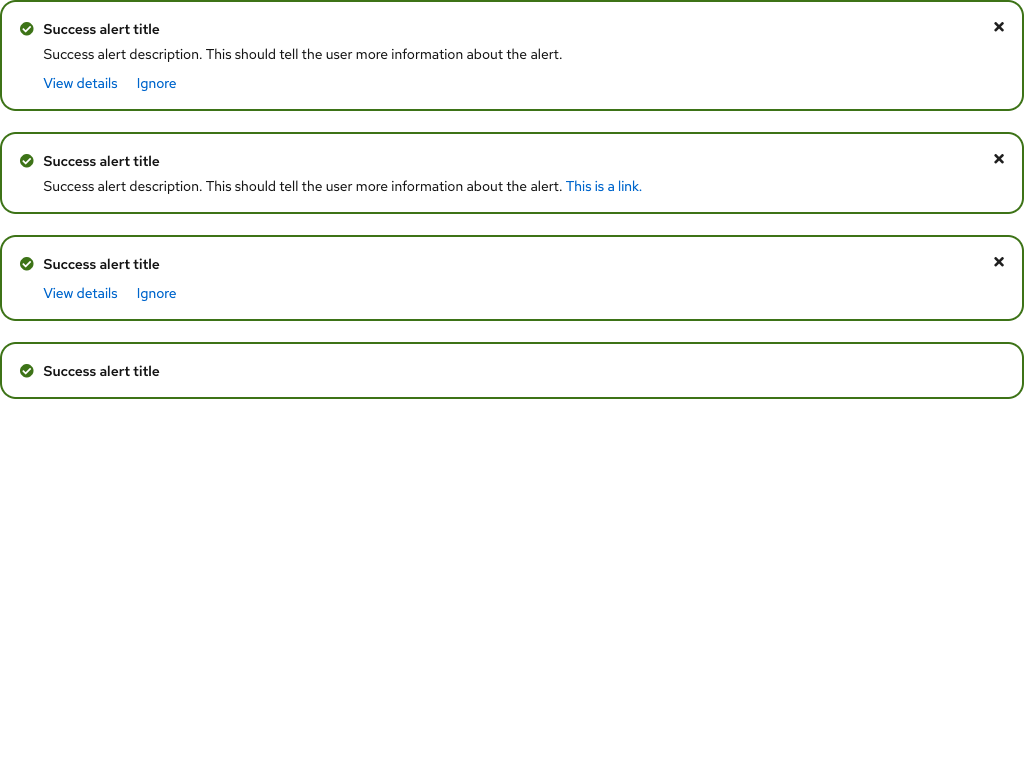 Success alert title
Success alert description. This should tell the user more information about the alert.
View details Ignore
Success alert title
Success alert description. This should tell the user more information about the alert. This is a link.
Success alert title
View details Ignore
Success alert title